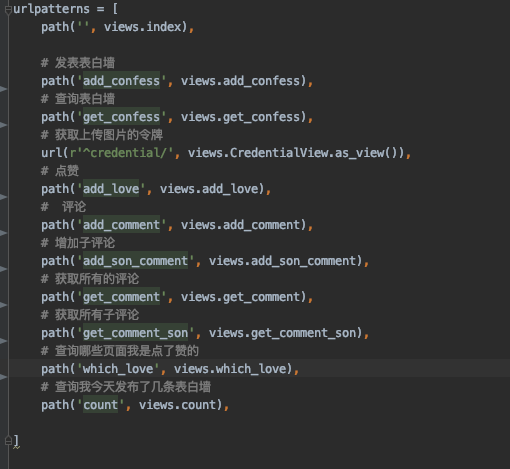 urlpatterns = [
path('', views.index),
# 发表表白墙
path('add_confess', views.add_confess),
# 查询表白墙
path('get_confess', views.get_confess),
# 获取上传图片的令牌
url(r'^credential/', views.CredentialView.as_view()),
# 点赞
path('add_love', views.add_love),
#  评论
path('add_comment', views.add_comment),
# 增加子评论
path('add_son_comment', views.add_son_comment),
# 获取所有的评论
path('get_comment', views.get_comment),
# 获取所有子评论
path('get_comment_son', views.get_comment_son),
# 查询哪些页面我是点了赞的
path('which_love', views.which_love),
# 查询我今天发布了几条表白墙
path('count', views.count),
]